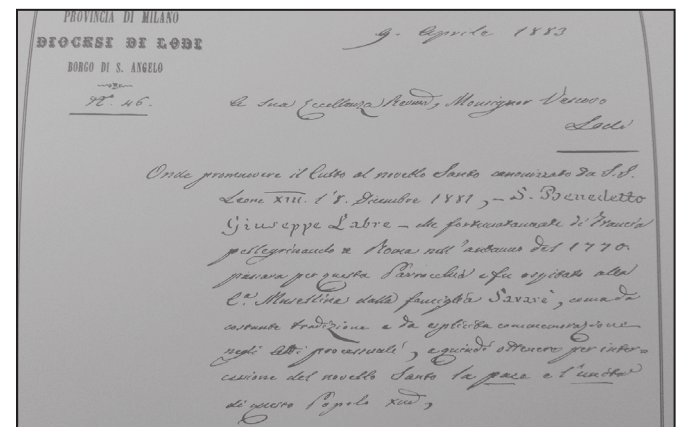 PROVINCIA DI MILANO
DIOCESI DI LODI
BORGO DI S. ANGELO
N. 46.
9. Aprile 1883
A Sua Eccellenza Revma, Monsignor Vescovo
Lodi
Onde promuovere il Culto al novello Santo canonizzato da S.S.
Leone XIII. l'8. Dicembre 1881, – S. Benedetto
Giuseppe Labre – che fortunatamente di Francia
pellegrinando a Roma nell'autunno del 1770
passava per questa Parrocchia e fu ospitato alla
Ca. Musellina dalla famiglia Savarè, come da
costante tradizione e da esplicita commemorazione
negli atti processuali, e quindi ottenere per inter=
cessione del novello Santo la pace e l'unità
di questo Popolo